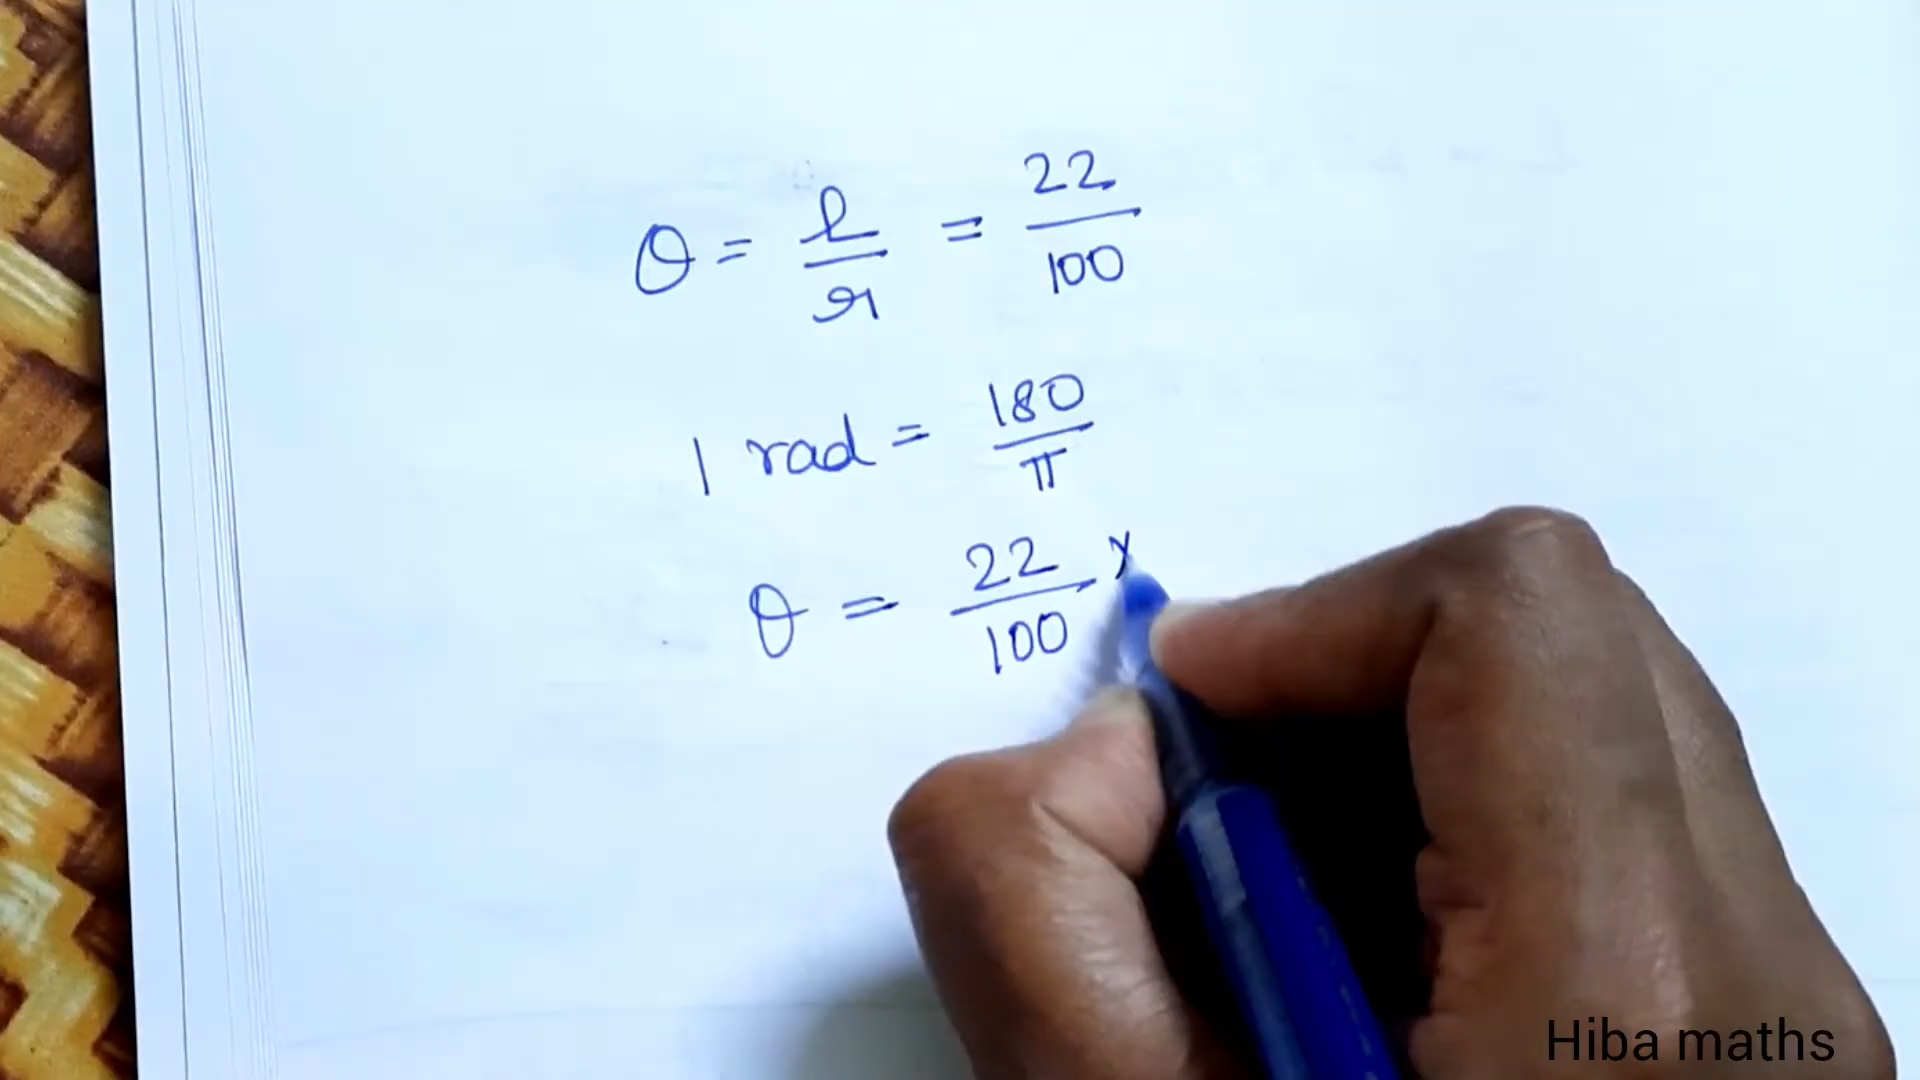 θ = l/r = 22/100
1 rad = 180/π
θ = 22/100 ×
Hiba maths